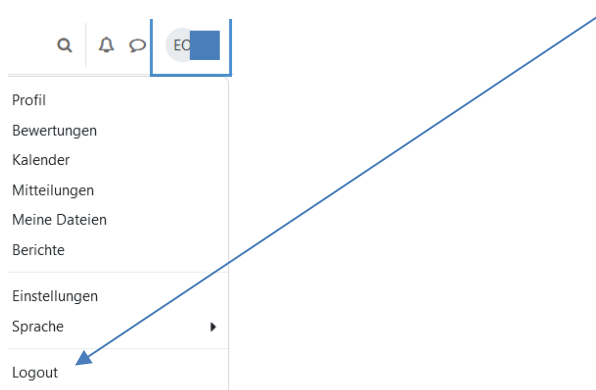 EO
Profil
Bewertungen
Kalender
Mitteilungen
Meine Dateien
Berichte
Einstellungen
Sprache
Logout